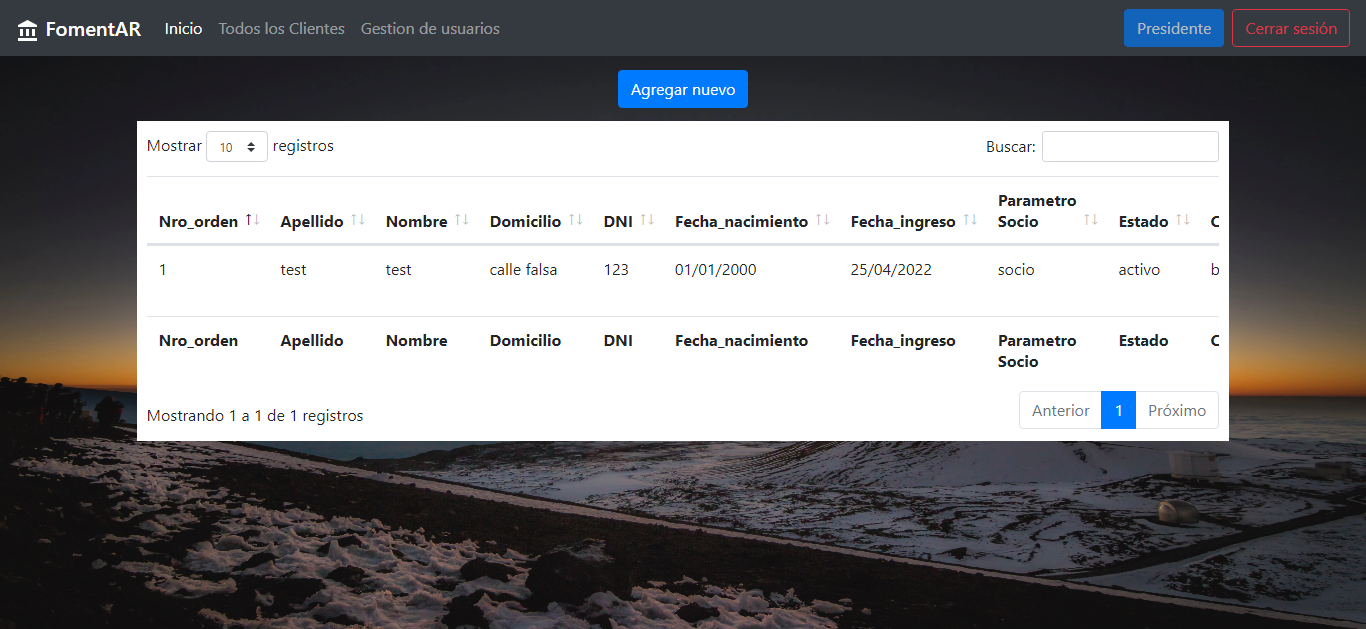 FomentAR Inicio Todos los Clientes Gestion de usuarios Presidente Cerrar sesión
Agregar nuevo
Mostrar 10 registros Buscar:
Nro_orden Apellido Nombre Domicilio DNI Fecha_nacimiento Fecha_ingreso Parametro Socio Estado C
1 test test calle falsa 123 01/01/2000 25/04/2022 socio activo b
Nro_orden Apellido Nombre Domicilio DNI Fecha_nacimiento Fecha_ingreso Parametro Socio Estado C
Mostrando 1 a 1 de 1 registros Anterior 1 Próximo